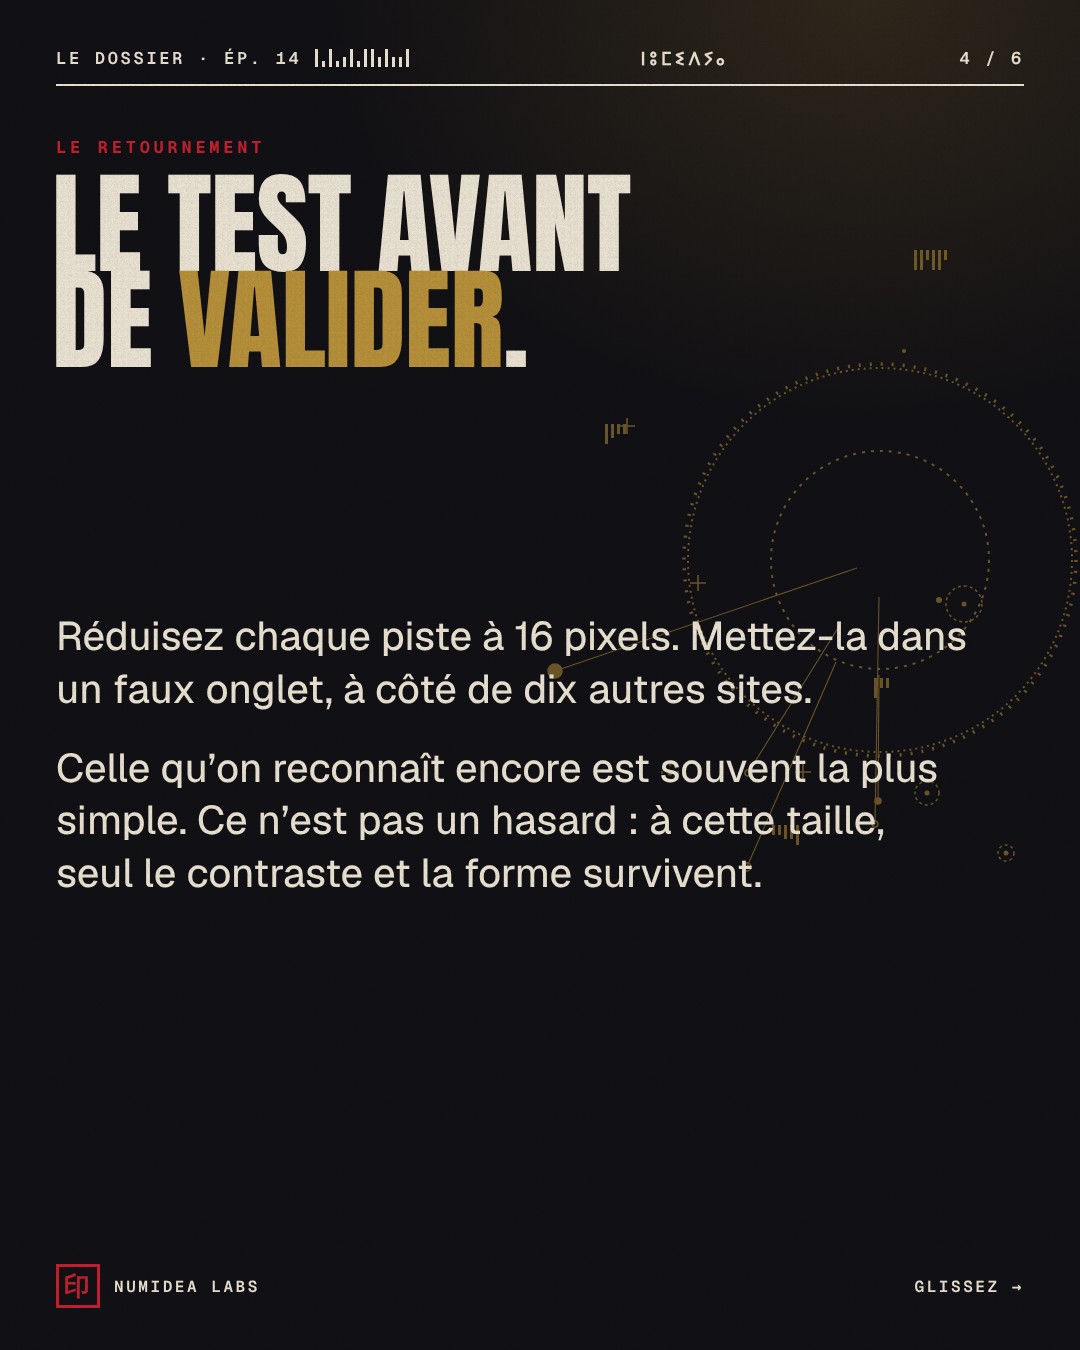 LE DOSSIER · ÉP. 14
ⵏⵓⵎⵉⴷⵢⴰ
4 / 6
LE RETOURNEMENT
LE TEST AVANT
DE VALIDER.
Réduisez chaque piste à 16 pixels. Mettez-la dans
un faux onglet, à côté de dix autres sites.
Celle qu’on reconnaît encore est souvent la plus
simple. Ce n’est pas un hasard : à cette taille,
seul le contraste et la forme survivent.
印
NUMIDEA LABS
GLISSEZ →